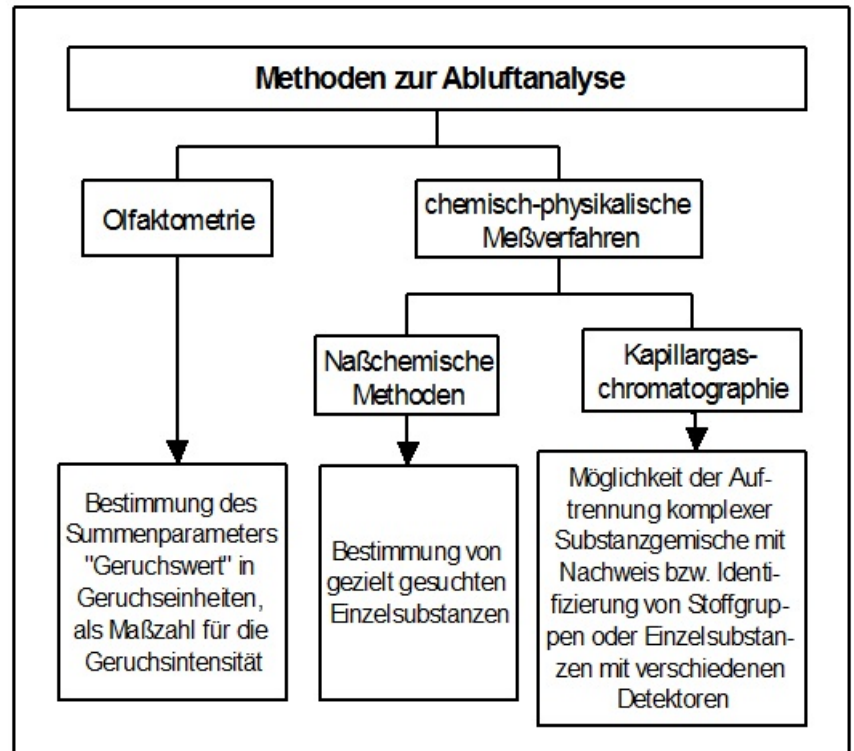 Methoden zur Abluftanalyse
Olfaktometrie
chemisch-physikalische
Meßverfahren
Naßchemische
Methoden
Kapillargas-
chromatographie
Bestimmung des
Summenparameters
"Geruchswert" in
Geruchseinheiten,
als Maßzahl für die
Geruchsintensität
Bestimmung von
gezielt gesuchten
Einzelsubstanzen
Möglichkeit der Auf-
trennung komplexer
Substanzgemische mit
Nachweis bzw. Identi-
fizierung von Stoffgrup-
pen oder Einzelsubstan-
zen mit verschiedenen
Detektoren